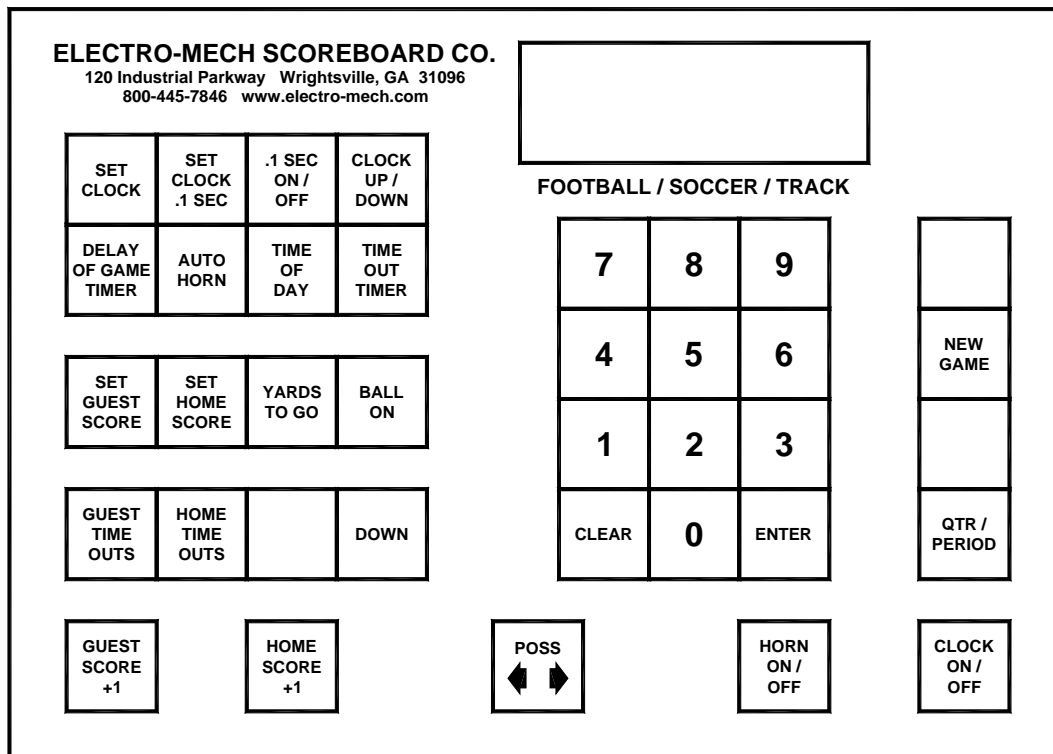 ELECTRO-MECH SCOREBOARD CO.
120 Industrial Parkway Wrightsville, GA 31096
800-445-7846 www.electro-mech.com
SET
CLOCK
SET
CLOCK
.1 SEC
.1 SEC
ON /
OFF
CLOCK
UP /
DOWN
DELAY
OF GAME
TIMER
AUTO
HORN
TIME
OF
DAY
TIME
OUT
TIMER
SET
GUEST
SCORE
SET
HOME
SCORE
YARDS
TO GO
BALL
ON
GUEST
TIME
OUTS
HOME
TIME
OUTS
DOWN
GUEST
SCORE
+1
HOME
SCORE
+1
FOOTBALL / SOCCER / TRACK
7
8
9
4
5
6
1
2
3
CLEAR
0
ENTER
NEW
GAME
QTR /
PERIOD
POSS
HORN
ON /
OFF
CLOCK
ON /
OFF